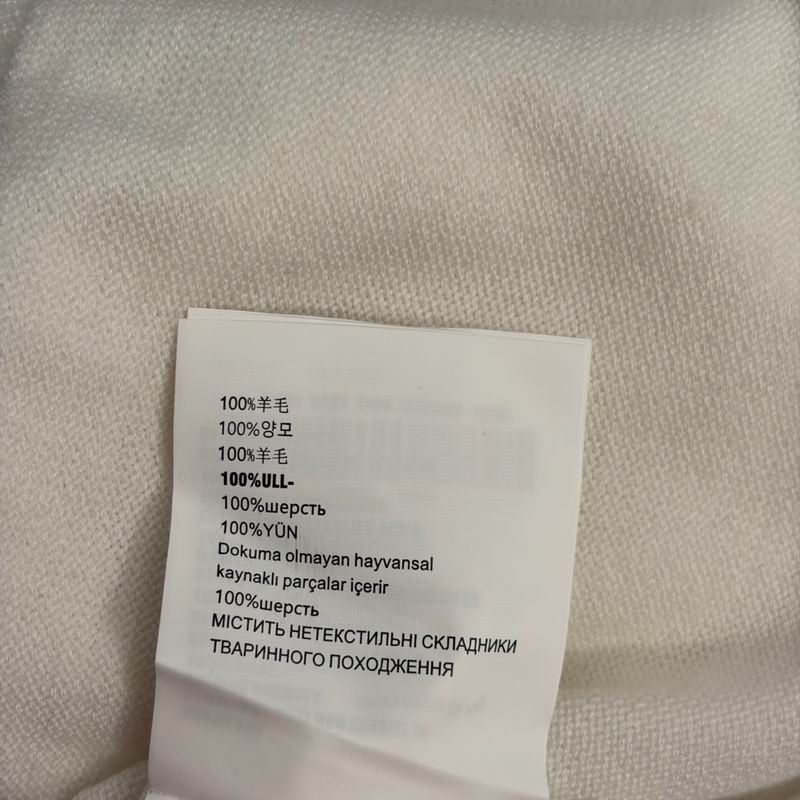 100%羊毛
100%양모
100%羊毛
100%ULL-
100%шерсть
100%YÜN
Dokuma olmayan hayvansal
kaynaklı parçalar içerir
100%шерсть
МІСТИТЬ НЕТЕКСТИЛЬНІ СКЛАДНИКИ
ТВАРИННОГО ПОХОДЖЕННЯ